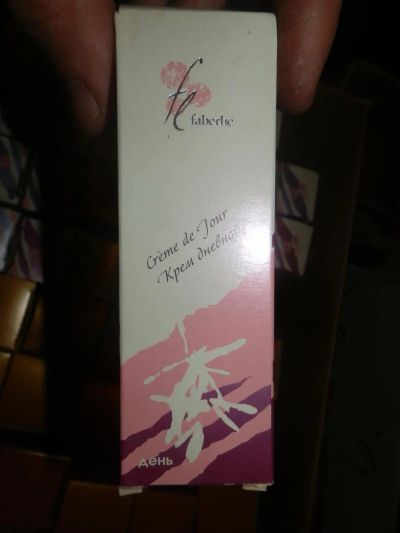 fl
faberlic
Crème de Jour
Крем дневной
день